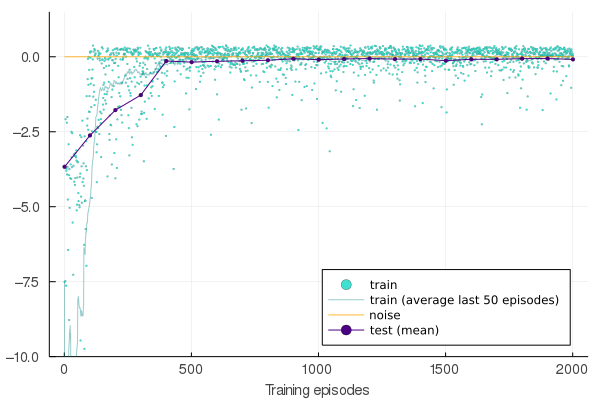 0.0
−2.5
−5.0
−7.5
−10.0
train
train (average last 50 episodes)
noise
test (mean)
0
500
1000
1500
2000
Training episodes